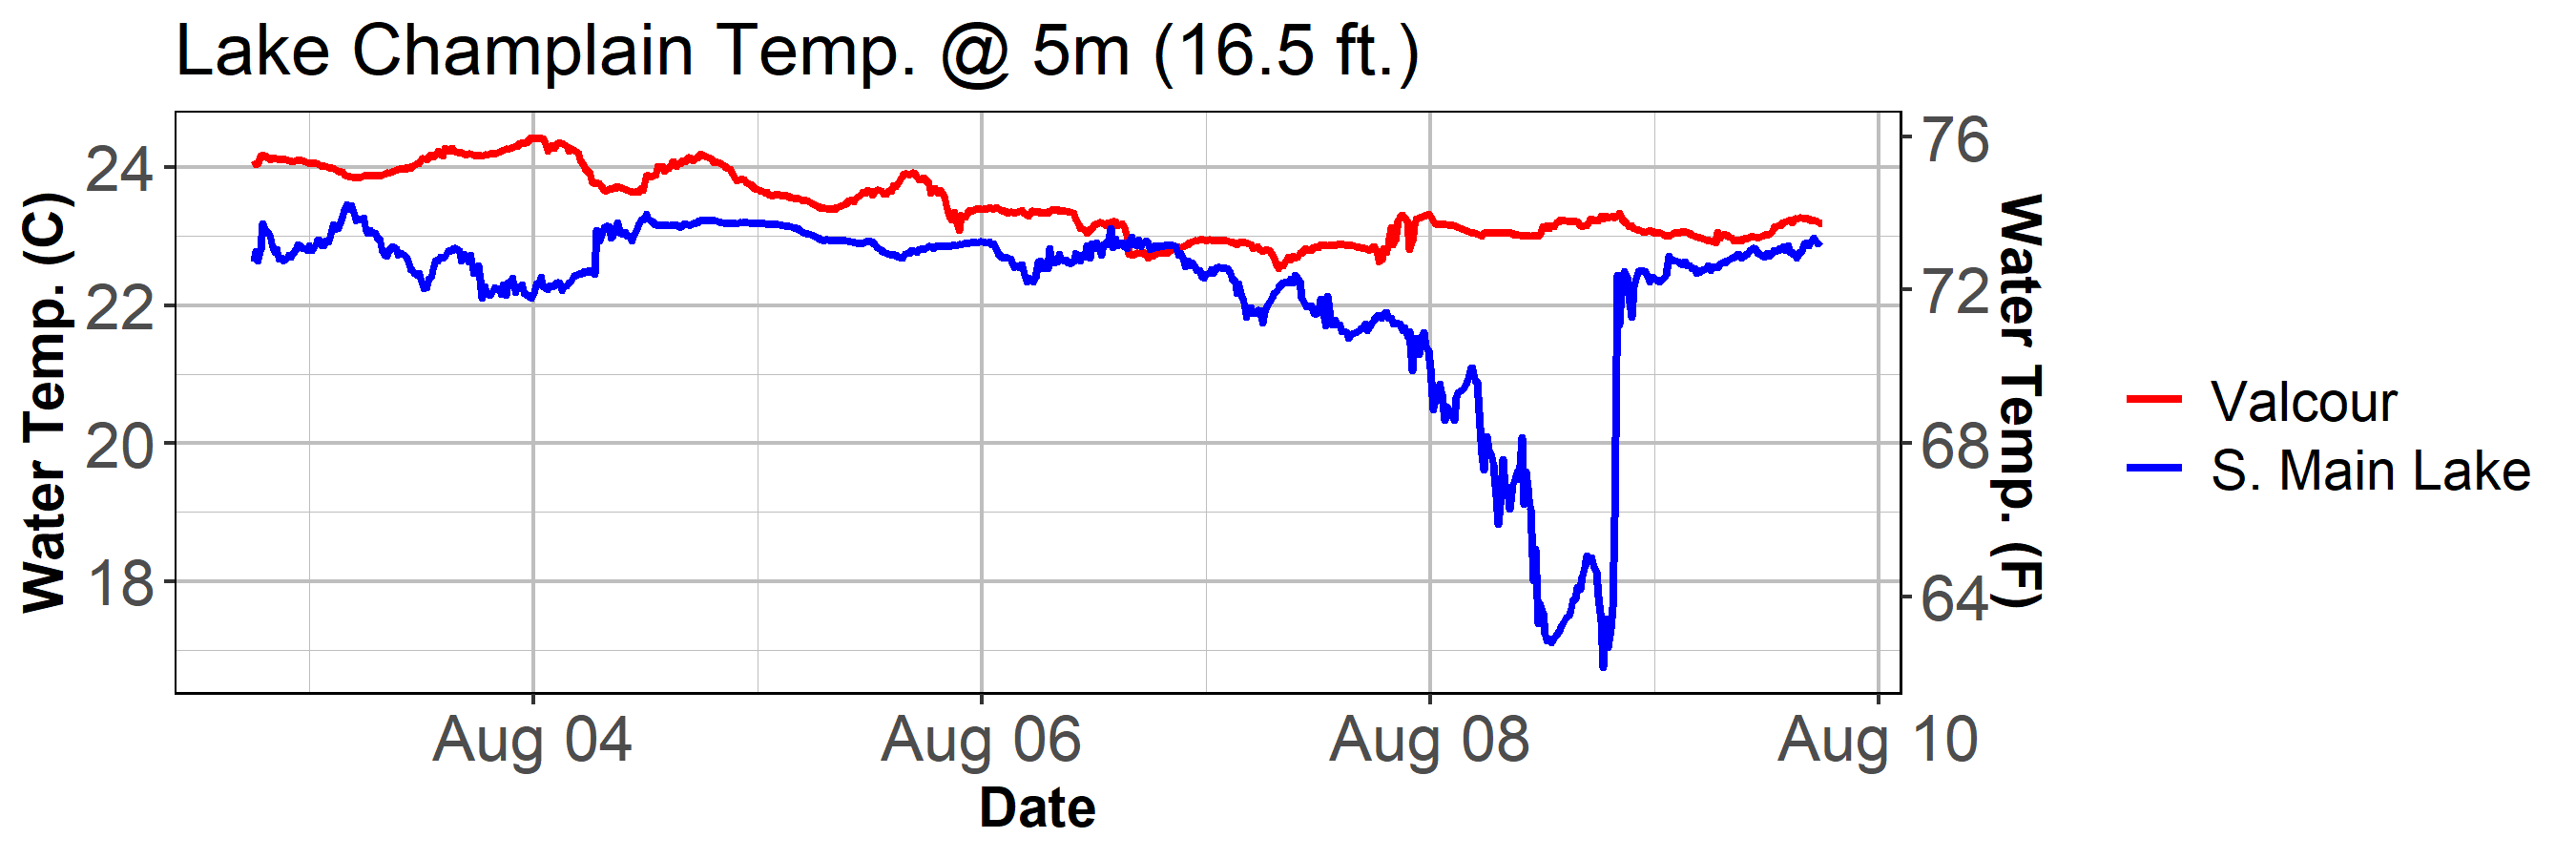 Lake Champlain Temp. @ 5m (16.5 ft.)
Water Temp. (C)
24
22
20
18
76
72
68
64
Water Temp. (F)
Aug 04
Aug 06
Aug 08
Aug 10
Date
Valcour
S. Main Lake